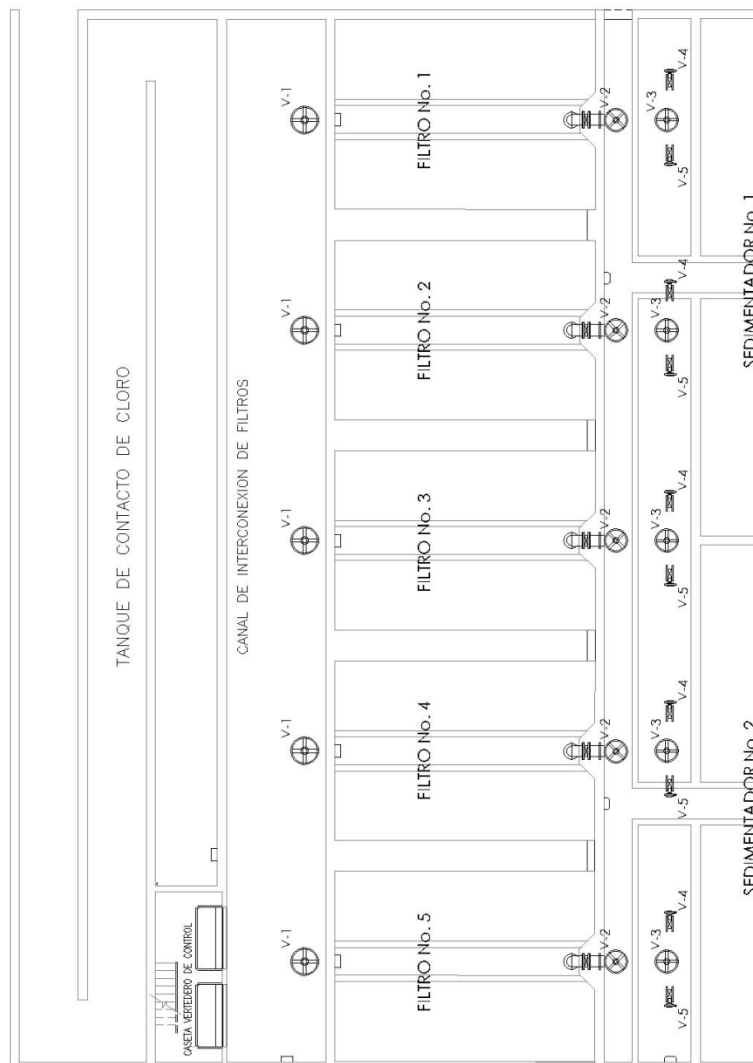 TANQUE DE CONTACTO DE CLORO
CANAL DE INTERCONEXION DE FILTROS
CASETA VERTEDERO DE CONTROL
V-1
FILTRO No. 1
V-2
V-3
V-4
V-5
V-1
FILTRO No. 2
V-2
V-3
V-4
V-5
V-1
FILTRO No. 3
V-2
V-3
V-4
V-5
V-1
FILTRO No. 4
V-2
V-3
V-4
V-5
V-1
FILTRO No. 5
V-2
V-3
V-4
V-5
SEDIMENTADOR No. 1
SEDIMENTADOR No. 2